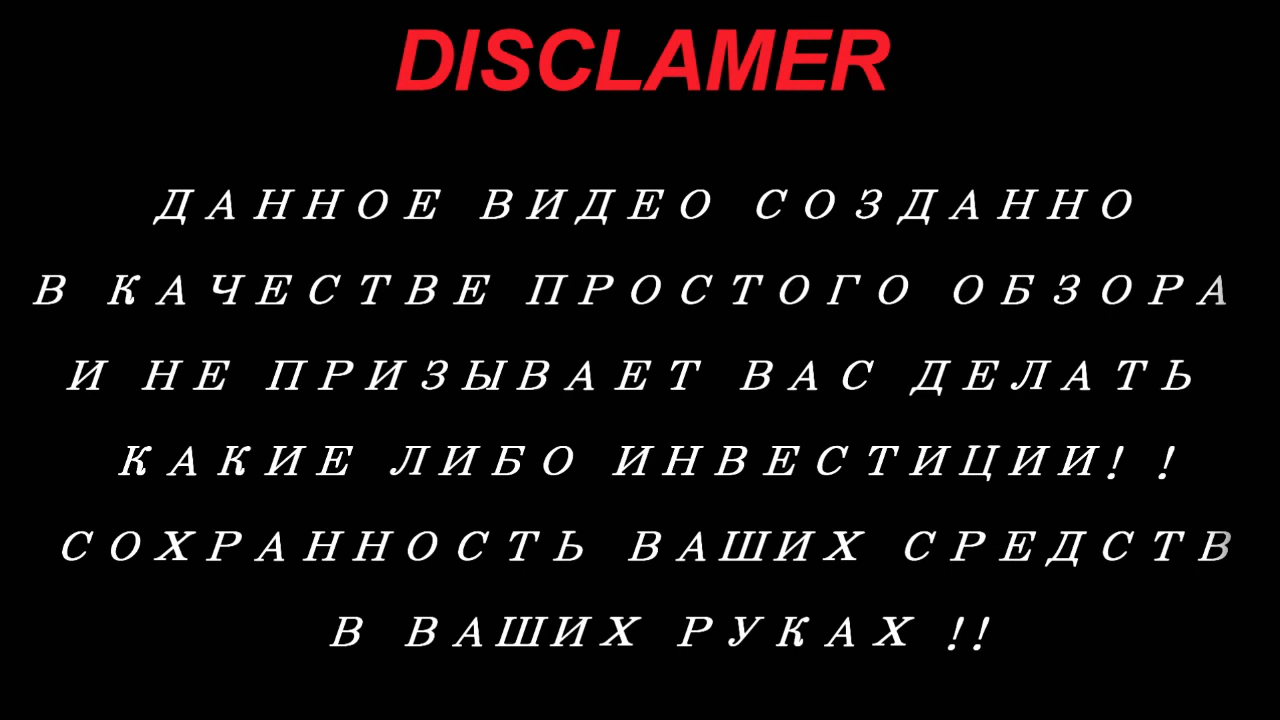 DISCLAMER
ДАННОЕ ВИДЕО СОЗДАННО
В КАЧЕСТВЕ ПРОСТОГО ОБЗОРА
И НЕ ПРИЗЫВАЕТ ВАС ДЕЛАТЬ
КАКИЕ ЛИБО ИНВЕСТИЦИИ! !
СОХРАННОСТЬ ВАШИХ СРЕДСТВ
В ВАШИХ РУКАХ !!